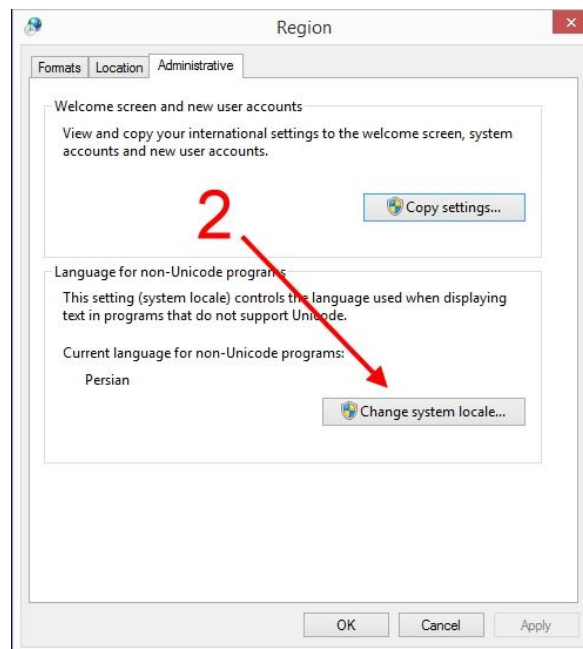 Region
Formats Location Administrative
Welcome screen and new user accounts
View and copy your international settings to the welcome screen, system
accounts and new user accounts.
2
Copy settings...
Language for non-Unicode programs
This setting (system locale) controls the language used when displaying
text in programs that do not support Unicode.
Current language for non-Unicode programs:
Persian
Change system locale...
OK Cancel Apply